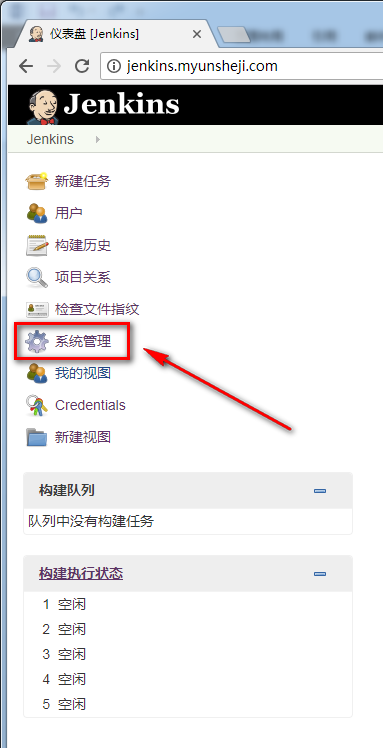 仪表盘 [Jenkins]
jenkins.myunsheji.com
Jenkins
Jenkins
新建任务
用户
构建历史
项目关系
检查文件指纹
系统管理
我的视图
Credentials
新建视图
构建队列
队列中没有构建任务
构建执行状态
1 空闲
2 空闲
3 空闲
4 空闲
5 空闲